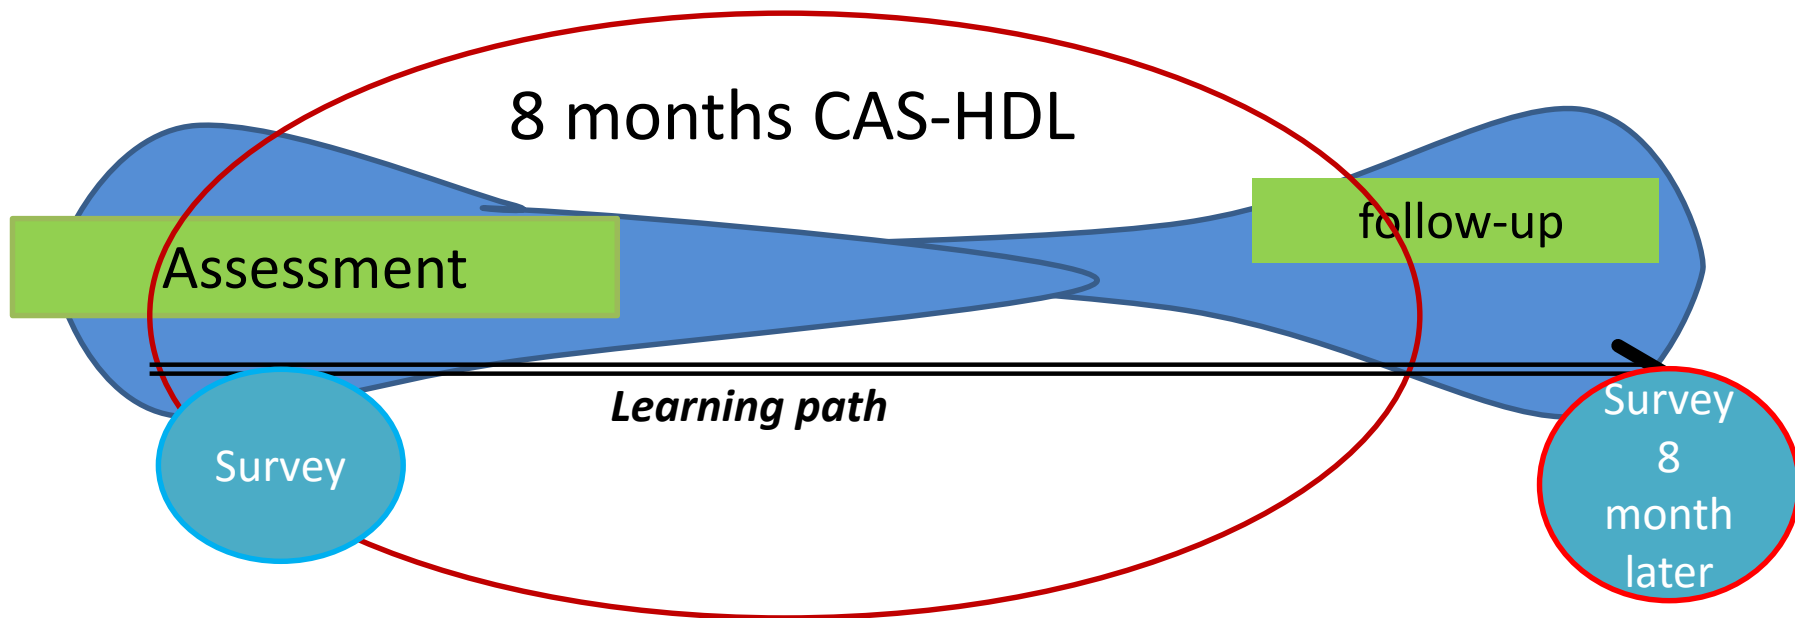 8 months CAS-HDL
Assessment
follow-up
Learning path
Survey
Survey
8
month
later